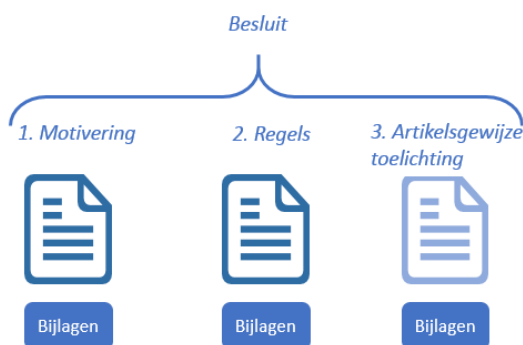 Besluit
1. Motivering
2. Regels
3. Artikelsgewijze
toelichting
Bijlagen
Bijlagen
Bijlagen